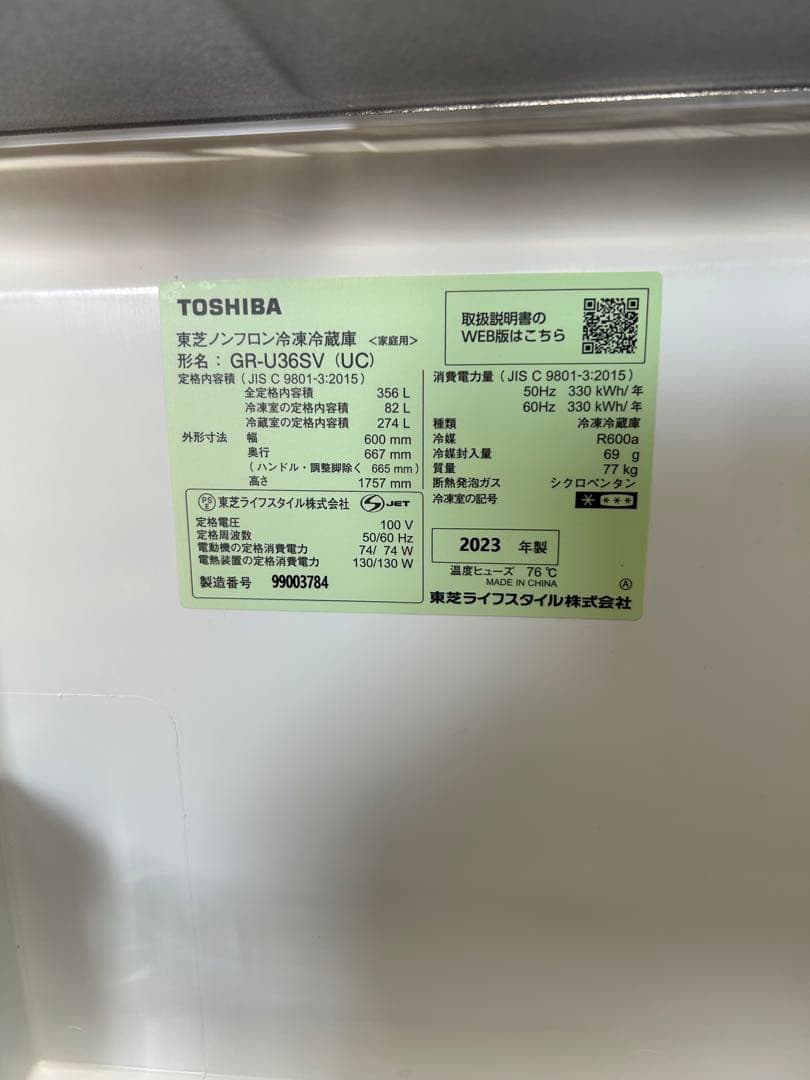 TOSHIBA
東芝ノンフロン冷凍冷蔵庫 <家庭用>
形名： GR-U36SV (UC)
定格内容積 ( JIS C 9801-3:2015 )
全定格内容積 356 L
冷凍室の定格内容積 82 L
冷蔵室の定格内容積 274 L
外形寸法 幅 600 mm
奥行 667 mm
( ハンドル・調整脚除く 665 mm )
高さ 1757 mm
PS E 東芝ライフスタイル株式会社 S JET
定格電圧 100 V
定格周波数 50/60 Hz
電動機の定格消費電力 74/ 74 W
電熱装置の定格消費電力 130/130 W
製造番号 99003784
取扱説明書の
WEB版はこちら
消費電力量 ( JIS C 9801-3:2015 )
50Hz 330 kWh/ 年
60Hz 330 kWh/ 年
種類 冷凍冷蔵庫
冷媒 R600a
冷媒封入量 69 g
質量 77 kg
断熱発泡ガス シクロペンタン
冷凍室の記号 * ***
2023 年製
温度ヒューズ 76 ℃
MADE IN CHINA Ⓐ
東芝ライフスタイル株式会社